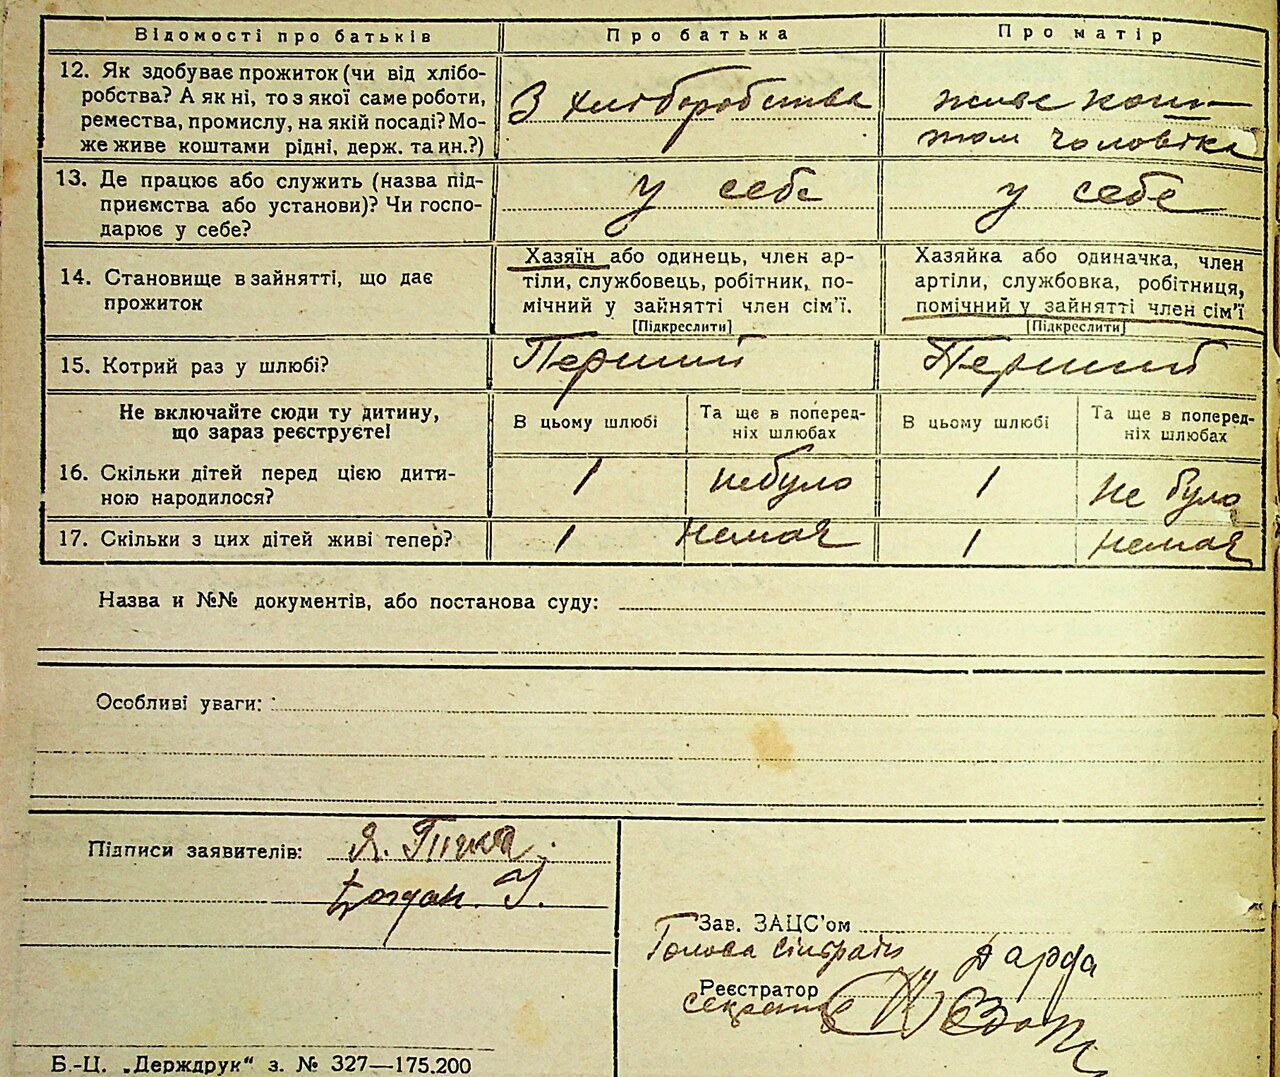 Відомості про батьків Про батька Про матір
12. Як здобуває прожиток (чи від хлібо-
робства? А як ні, то з якої саме роботи,
ремества, промислу, на якій посаді? Мо-
же живе коштами рідні, держ. та ин.?)
З хліборобства
живе кош-
том чоловіка
13. Де працює або служить (назва під-
приємства або установи)? Чи госпо-
дарює у себе?
у себе
у себе
14. Становище в зайнятті, що дає
прожиток
Хазяїн або одинець, член ар-
тіли, службовець, робітник, по-
мічний у зайнятті член сім'ї.
[Підкреслити]
Хазяйка або одиначка, член
артіли, службовка, робітниця,
помічний у зайнятті член сім'ї
[Підкреслити]
15. Котрий раз у шлюбі?
Перший
Перший
Не включайте сюди ту дитину,
що зараз реєструєте!
В цьому шлюбі
Та ще в поперед-
ніх шлюбах
В цьому шлюбі
Та ще в поперед-
ніх шлюбах
16. Скільки дітей перед цією дити-
ною народилося?
1 небуло 1 не було
17. Скільки з цих дітей живі тепер?
1 немає 1 немає
Назва и №№ документів, або постанова суду:
Особливі уваги:
Підписи заявителів:
Я.
Богдан. У.
Зав. ЗАЦС'ом
Голова сільради Дарда
Реєстратор
секретар
Б.-Ц. „Держдрук" з. № 327—175.200